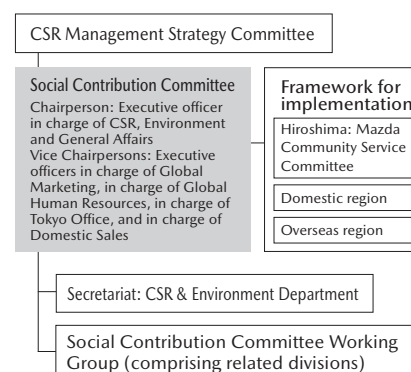 CSR Management Strategy Committee
Social Contribution Committee
Chairperson: Executive officer
in charge of CSR, Environment
and General Affairs
Vice Chairpersons: Executive
officers in charge of Global
Marketing, in charge of Global
Human Resources, in charge of
Tokyo Office, and in charge of
Domestic Sales
Framework for
implementation
Hiroshima: Mazda
Community Service
Committee
Domestic region
Overseas region
Secretariat: CSR & Environment Department
Social Contribution Committee Working
Group (comprising related divisions)